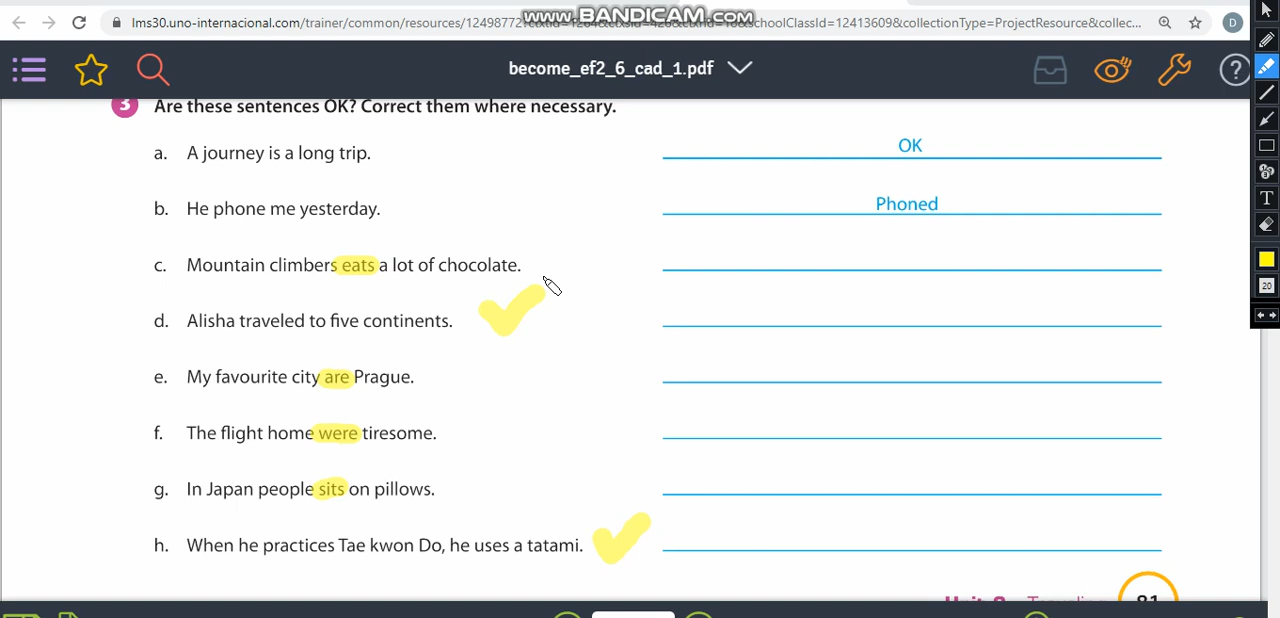 www.BANDICAM.com
lms30.uno-internacional.com/trainer/common/resources/12498772
schoolClassId=12413609&collectionType=ProjectResource&collec...
D
become_ef2_6_cad_1.pdf
?
3 Are these sentences OK? Correct them where necessary.
a. A journey is a long trip. OK
b. He phone me yesterday. Phoned
c. Mountain climbers eats a lot of chocolate.
d. Alisha traveled to five continents.
e. My favourite city are Prague.
f. The flight home were tiresome.
g. In Japan people sits on pillows.
h. When he practices Tae kwon Do, he uses a tatami.
81
T
20